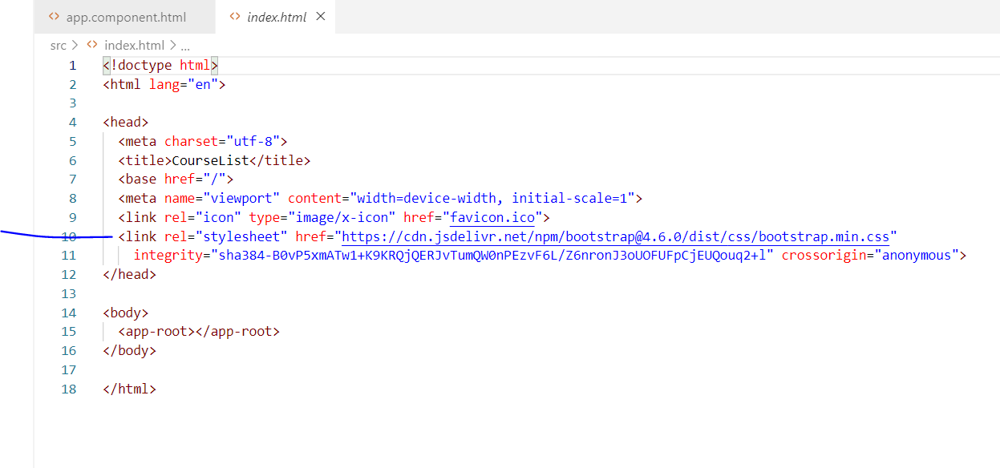 app.component.html index.html
src > index.html > ...
1 <!doctype html>
2 <html lang="en">
3
4 <head>
5 <meta charset="utf-8">
6 <title>CourseList</title>
7 <base href="/">
8 <meta name="viewport" content="width=device-width, initial-scale=1">
9 <link rel="icon" type="image/x-icon" href="favicon.ico">
10 <link rel="stylesheet" href="https://cdn.jsdelivr.net/npm/bootstrap@4.6.0/dist/css/bootstrap.min.css"
11 integrity="sha384-B0vP5xmATw1+K9KRQjQERJvTumQW0nPEzvF6L/Z6nronJ3oUOFUFpCjEUQouq2+l" crossorigin="anonymous">
12 </head>
13
14 <body>
15 <app-root></app-root>
16 </body>
17
18 </html>